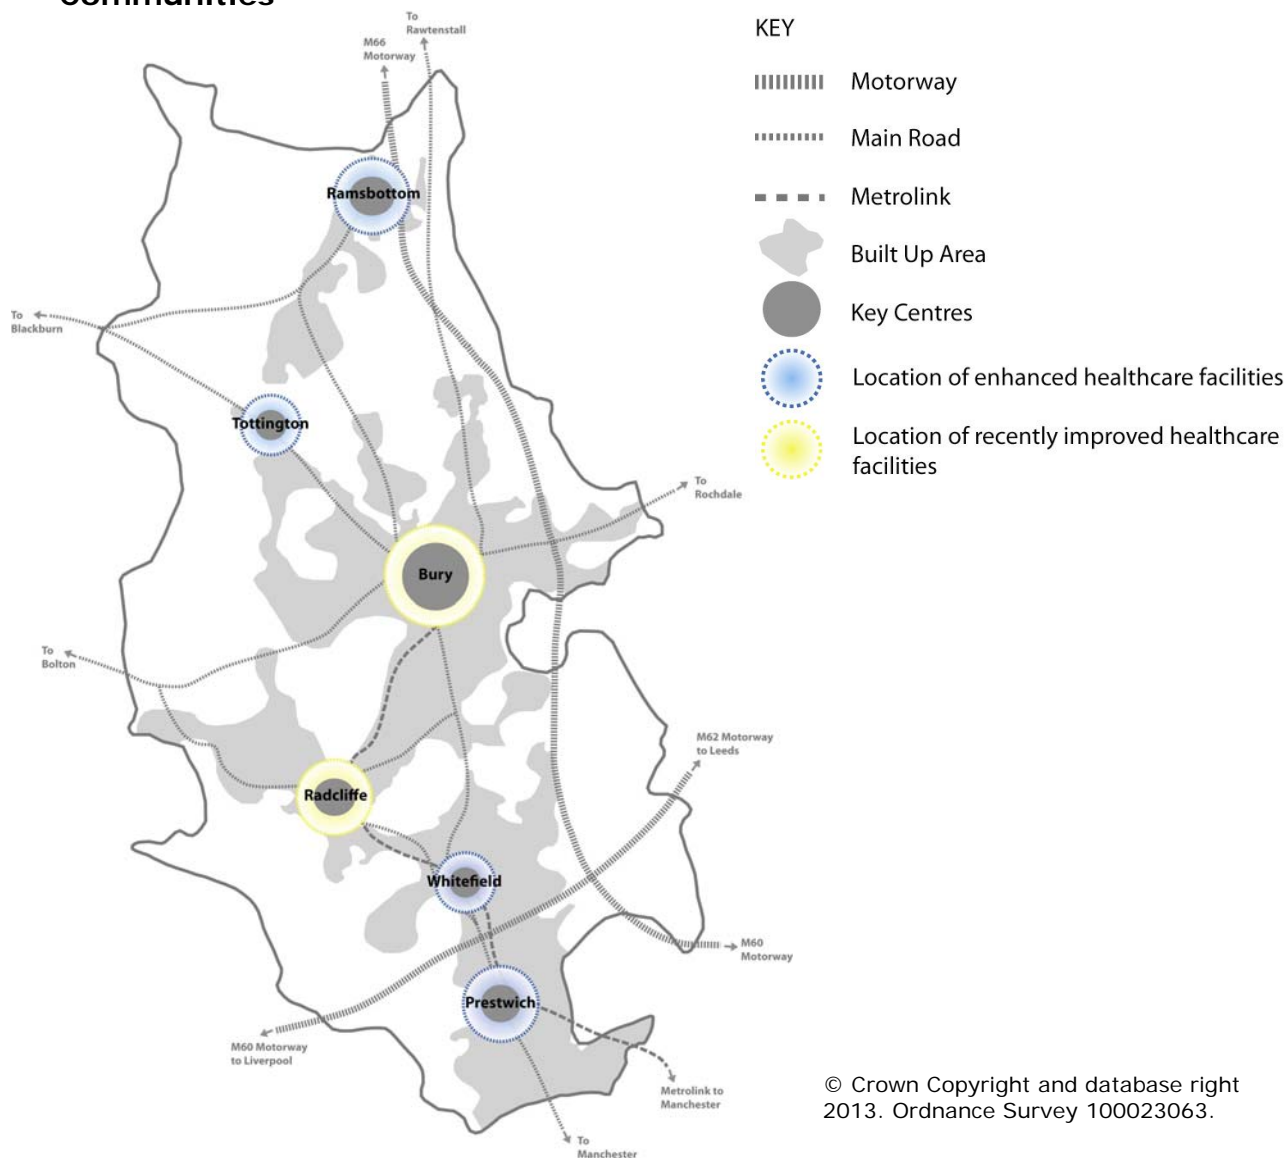 communities
To
Rawtenstall
M66
Motorway
KEY
Motorway
Main Road
Metrolink
Built Up Area
Key Centres
Location of enhanced healthcare facilities
Location of recently improved healthcare
facilities
Ramsbottom
To
Blackburn
Tottington
To
Rochdale
Bury
To
Bolton
M62 Motorway
to Leeds
Radcliffe
Whitefield
M60
Motorway
Prestwich
M60 Motorway
to Liverpool
Metrolink to
Manchester
To
Manchester
© Crown Copyright and database right
2013. Ordnance Survey 100023063.